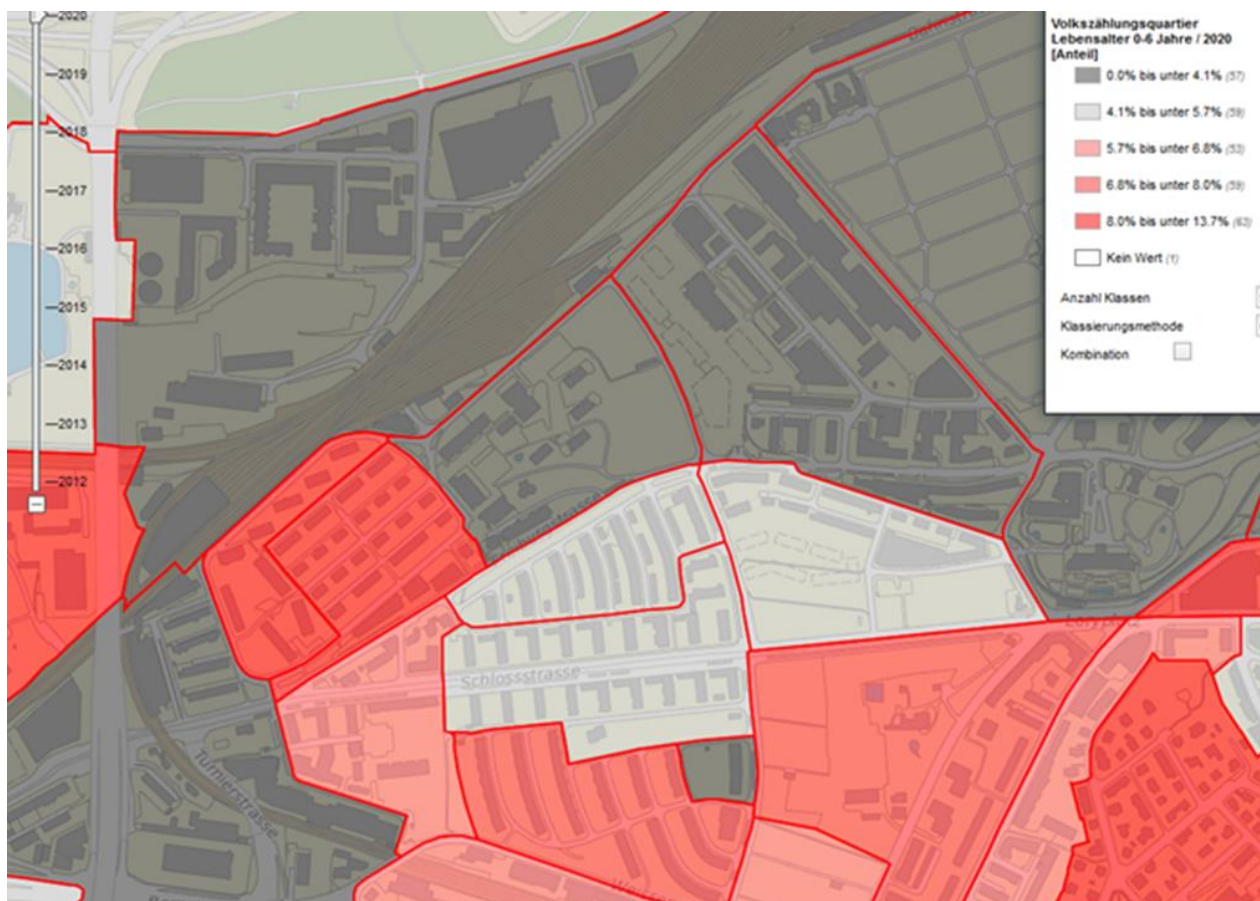 2020
2019
2018
2017
2016
2015
2014
2013
2012
Volkszählungsquartier
Lebensalter 0-6 Jahre / 2020
[Anteil]
0.0% bis unter 4.1% (57)
4.1% bis unter 5.7% (59)
5.7% bis unter 6.8% (53)
6.8% bis unter 8.0% (59)
8.0% bis unter 13.7% (63)
Kein Wert (1)
Anzahl Klassen
Klassierungsmethode
Kombination
Loryplatz
Schlossstrasse
Turnierstrasse